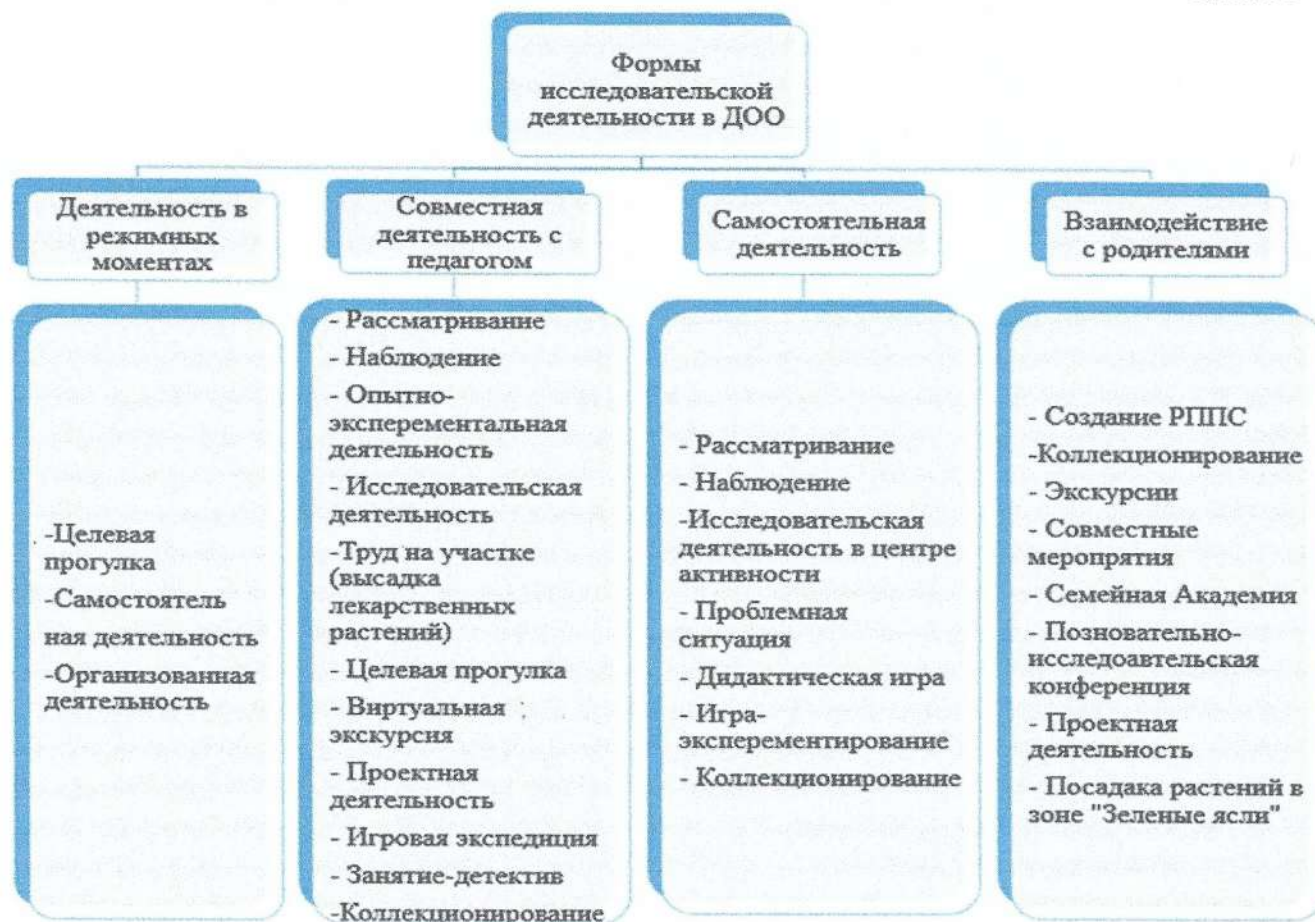 Формы
исследовательской
деятельности в ДОО
Деятельность в
режимных
моментах
-Целевая
прогулка
-Самостоятель
ная деятельность
-Организованная
деятельность
Совместная
деятельность с
педагогом
- Рассматривание
- Наблюдение
- Опытно-
эксперементальная
деятельность
- Исследовательская
деятельность
-Труд на участке
(высадка
лекарственных
растений)
- Целевая прогулка
- Виртуальная
экскурсия
- Проектная
деятельность
- Игровая экспедиция
- Занятие-детектив
-Коллекционирование
Самостоятельная
деятельность
- Рассматривание
- Наблюдение
-Исследовательская
деятельность в центре
активности
- Проблемная
ситуация
- Дидактическая игра
- Игра-
эксперементирование
- Коллекционирование
Взаимодействие
с родителями
- Создание РППС
-Коллекционирование
- Экскурсии
- Совместные
меропрятия
- Семейная Академия
- Позновательно-
исследоавтельская
конференция
- Проектная
деятельность
- Посадака растений в
зоне "Зеленые ясли"